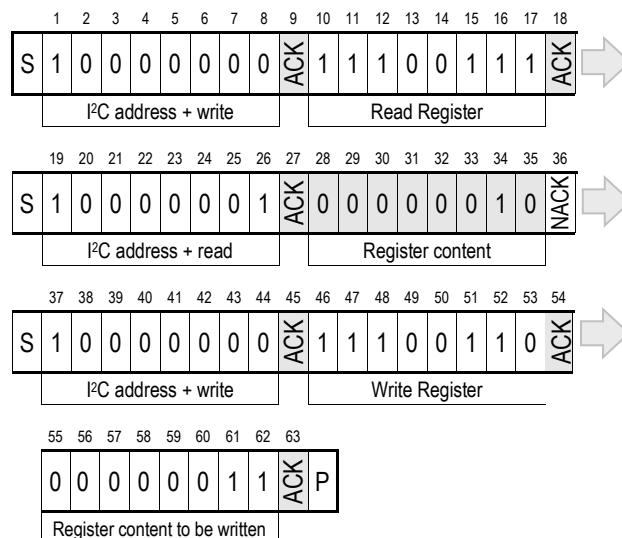 1 2 3 4 5 6 7 8 9 10 11 12 13 14 15 16 17 18
S 1 0 0 0 0 0 0 0 ACK 1 1 1 0 0 1 1 1 ACK
I²C address + write Read Register
19 20 21 22 23 24 25 26 27 28 29 30 31 32 33 34 35 36
S 1 0 0 0 0 0 0 1 ACK 0 0 0 0 0 0 1 0 NACK
I²C address + read Register content
37 38 39 40 41 42 43 44 45 46 47 48 49 50 51 52 53 54
S 1 0 0 0 0 0 0 0 ACK 1 1 1 0 0 1 1 0 ACK
I²C address + write Write Register
55 56 57 58 59 60 61 62 63
0 0 0 0 0 0 1 1 ACK P
Register content to be written